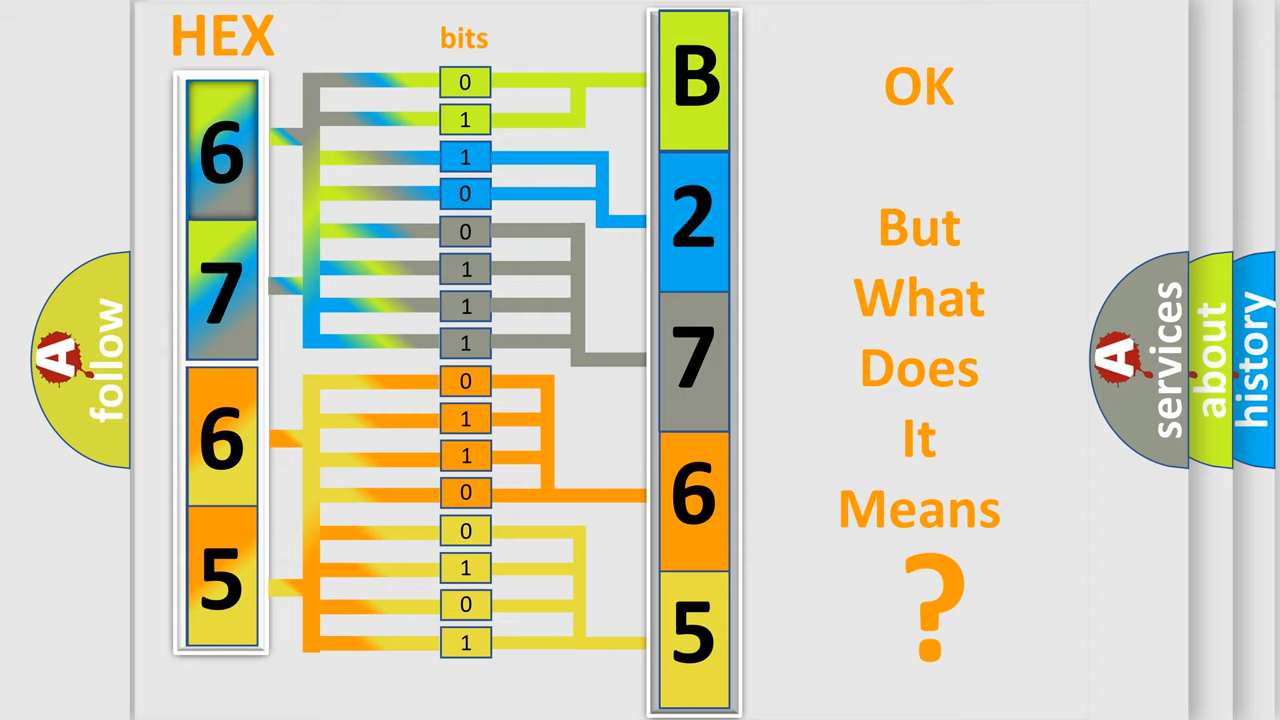 HEX
bits
6
7
6
5
0
1
1
0
0
1
1
1
0
1
1
0
0
1
0
1
B
2
7
6
5
OK
But
What
Does
It
Means
?
A
follow
A
services
about
history